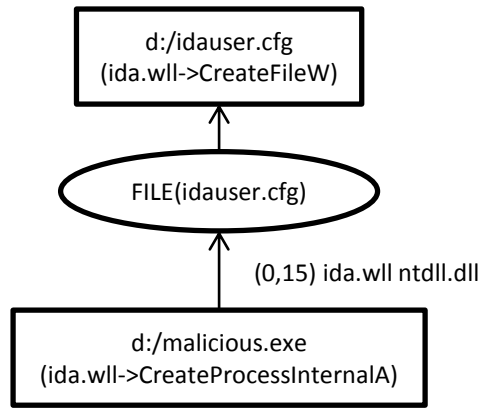 d:/idauser.cfg
(ida.wll->CreateFileW)
FILE(idauser.cfg)
(0,15) ida.wll ntdll.dll
d:/malicious.exe
(ida.wll->CreateProcessInternalA)